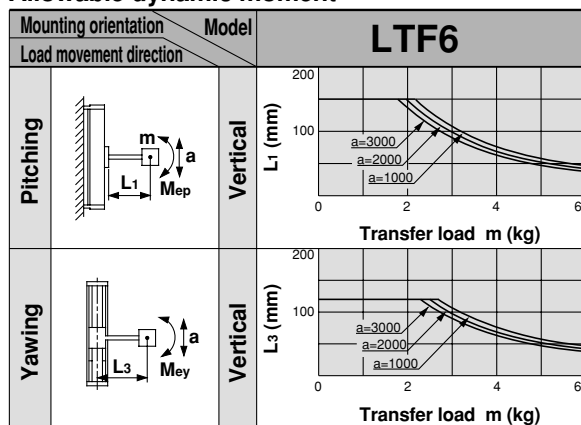 Allowable dynamic moment
Mounting orientation Model
Load movement direction
LTF6
Pitching
m
a
L1
Mep
Vertical
L1 (mm)
200
100
a=3000
a=2000
a=1000
0 2 4 6
Transfer load m (kg)
Yawing
a
L3
Mey
Vertical
L3 (mm)
200
100
a=3000
a=2000
a=1000
0 2 4 6
Transfer load m (kg)